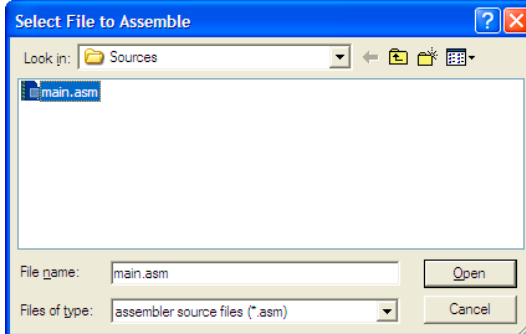 Select File to Assemble
Look in: Sources
main.asm
File name: main.asm Open
Files of type: assembler source files (*.asm) Cancel